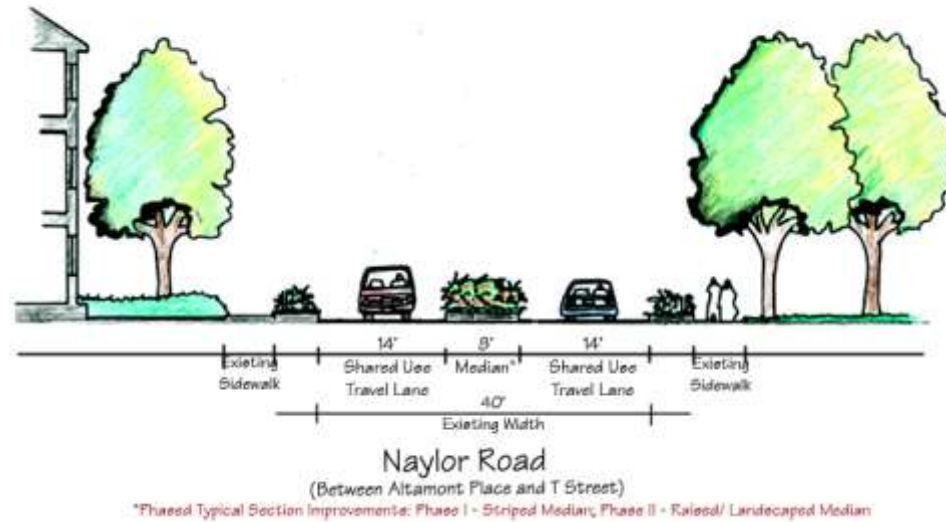 14' 8' 14'
Existing Sidewalk
Shared Use Travel Lane
Median*
Shared Use Travel Lane
Existing Sidewalk
40'
Existing Width
Naylor Road
(Between Altamont Place and T Street)
*Phased Typical Section Improvements: Phase I - Striped Median; Phase II - Raised/ Landscaped Median